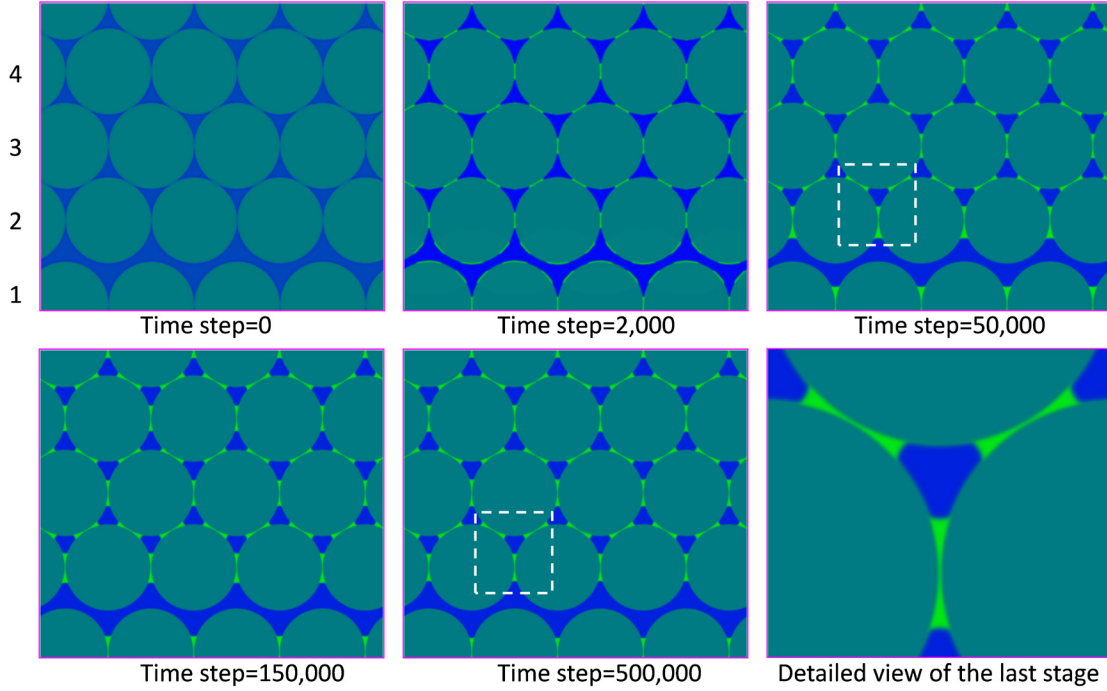 4
3
2
1
Time step=0
Time step=2,000
Time step=50,000
Time step=150,000
Time step=500,000
Detailed view of the last stage